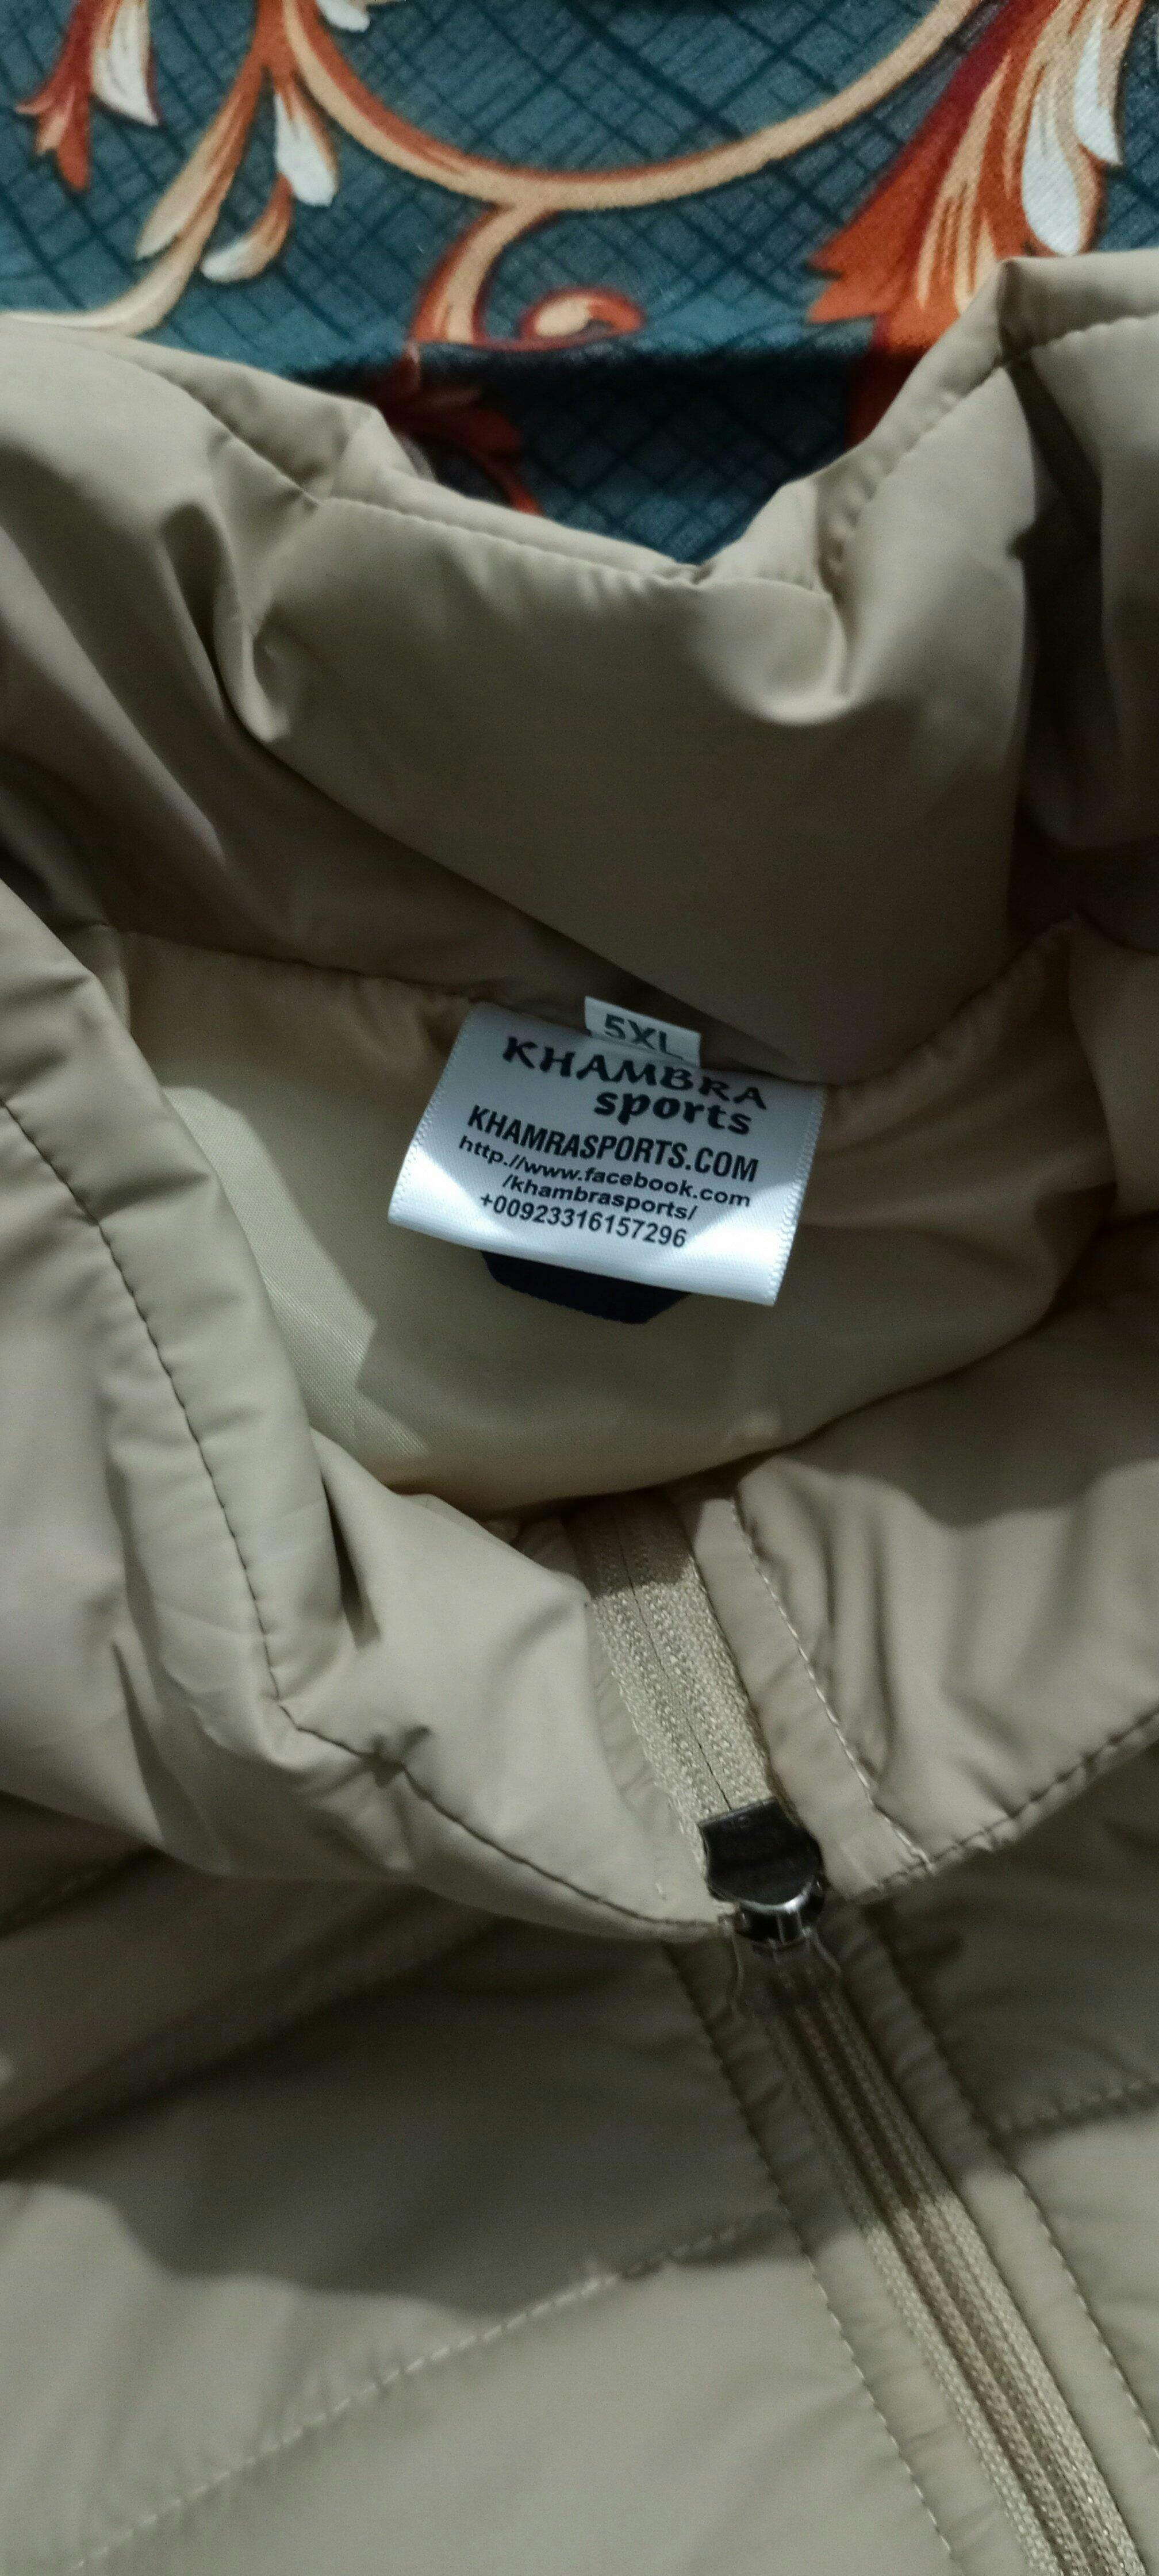 5XL
KHAMBRA
sports
KHAMRASPORTS.COM
http.//www.facebook.com
/khambrasports/
+00923316157296